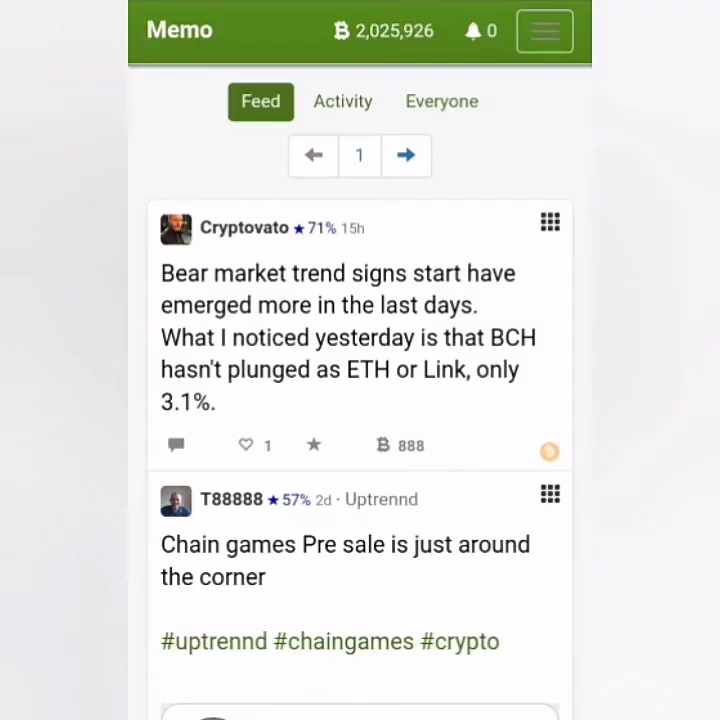 Memo ₿ 2,025,926 0
Feed Activity Everyone
1
Cryptovato ★ 71% 15h
Bear market trend signs start have
emerged more in the last days.
What I noticed yesterday is that BCH
hasn't plunged as ETH or Link, only
3.1%.
1 ₿ 888
T88888 ★ 57% 2d · Uptrennd
Chain games Pre sale is just around
the corner
#uptrennd #chaingames #crypto